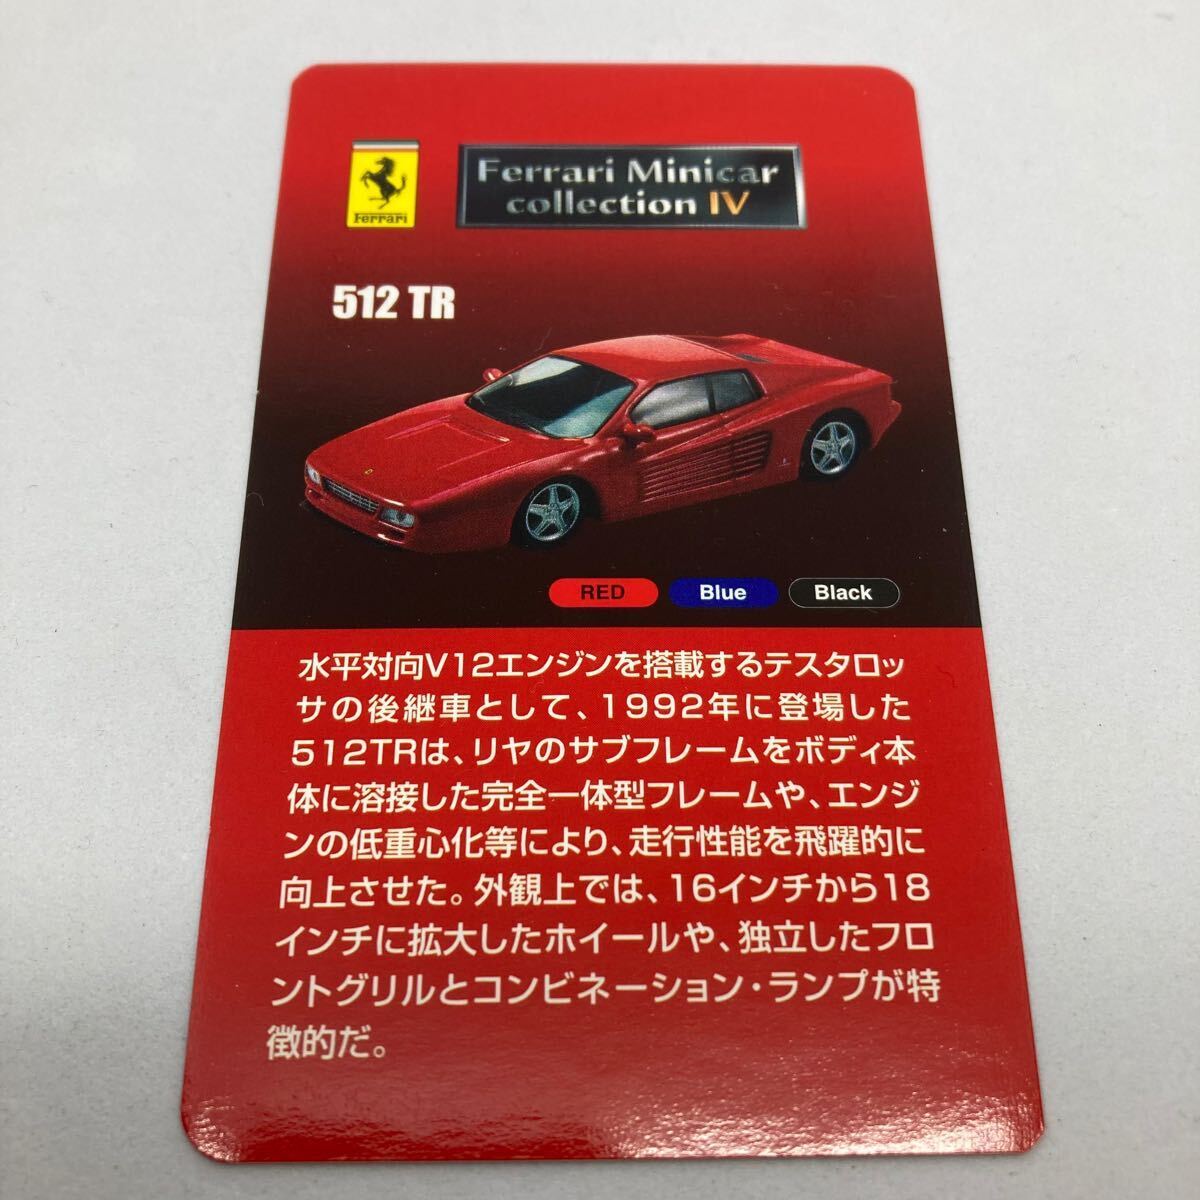 Ferrari
Ferrari Minicar
collection IV
512 TR
RED Blue Black
水平対向V12エンジンを搭載するテスタロッ
サの後継車として、1992年に登場した
512TRは、リヤのサブフレームをボディ本
体に溶接した完全一体型フレームや、エンジ
ンの低重心化等により、走行性能を飛躍的に
向上させた。外観上では、16インチから18
インチに拡大したホイールや、独立したフロ
ントグリルとコンビネーション・ランプが特
徴的だ。